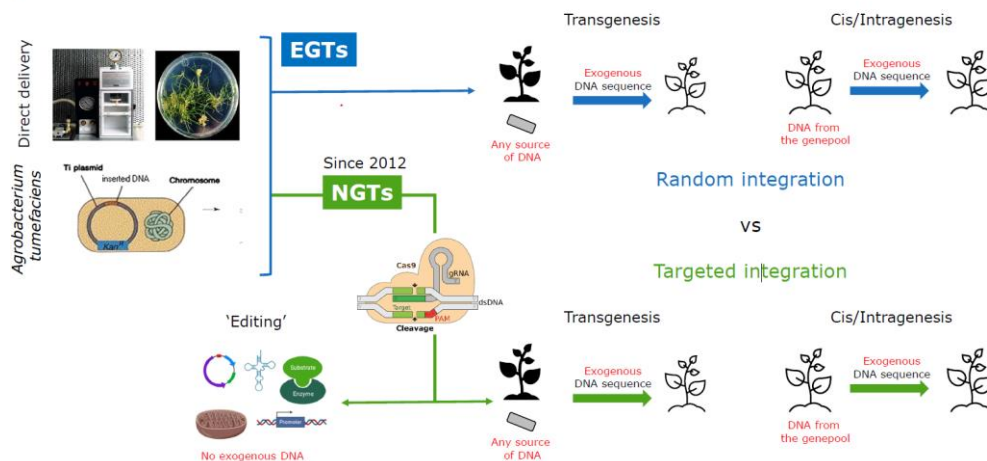 Direct delivery
Agrobacterium
tumefaciens
EGTs
Ti plasmid
inserted DNA
Chromosome
Kan R
Since 2012
NGTs
Transgenesis
Exogenous
DNA sequence
Any source
of DNA
Cis/Intragenesis
Exogenous
DNA sequence
DNA from
the genepool
Random integration
vs
Targeted integration
Cas9
gRNA
dsDNA
Target
PAM
Cleavage
'Editing'
Substrate
Enzyme
Promoter
No exogenous DNA
Transgenesis
Exogenous
DNA sequence
Any source
of DNA
Cis/Intragenesis
Exogenous
DNA sequence
DNA from
the genepool